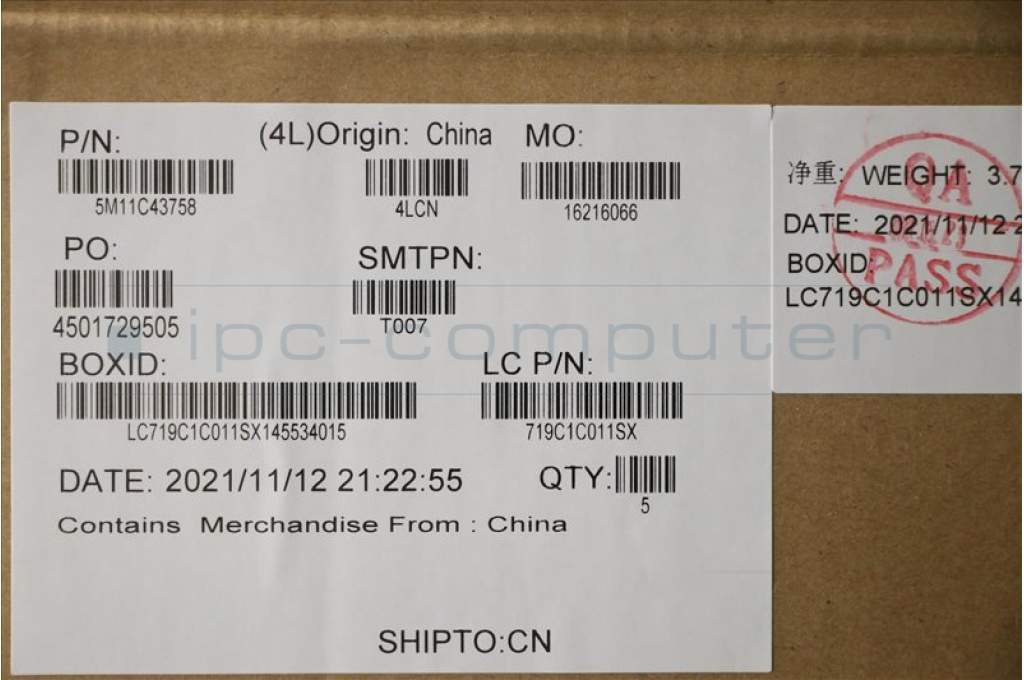 P/N: (4L)Origin: China MO:
5M11C43758 4LCN 16216066
PO: SMTPN:
4501729505 T007
BOXID: LC P/N:
LC719C1C011SX145534015 719C1C011SX
DATE: 2021/11/12 21:22:55 QTY:
5
Contains Merchandise From : China
SHIPTO:CN
净重: WEIGHT: 3.7
DATE: 2021/11/12 2
BOXID:
LC719C1C011SX14
QA
PASS
ipc-computer